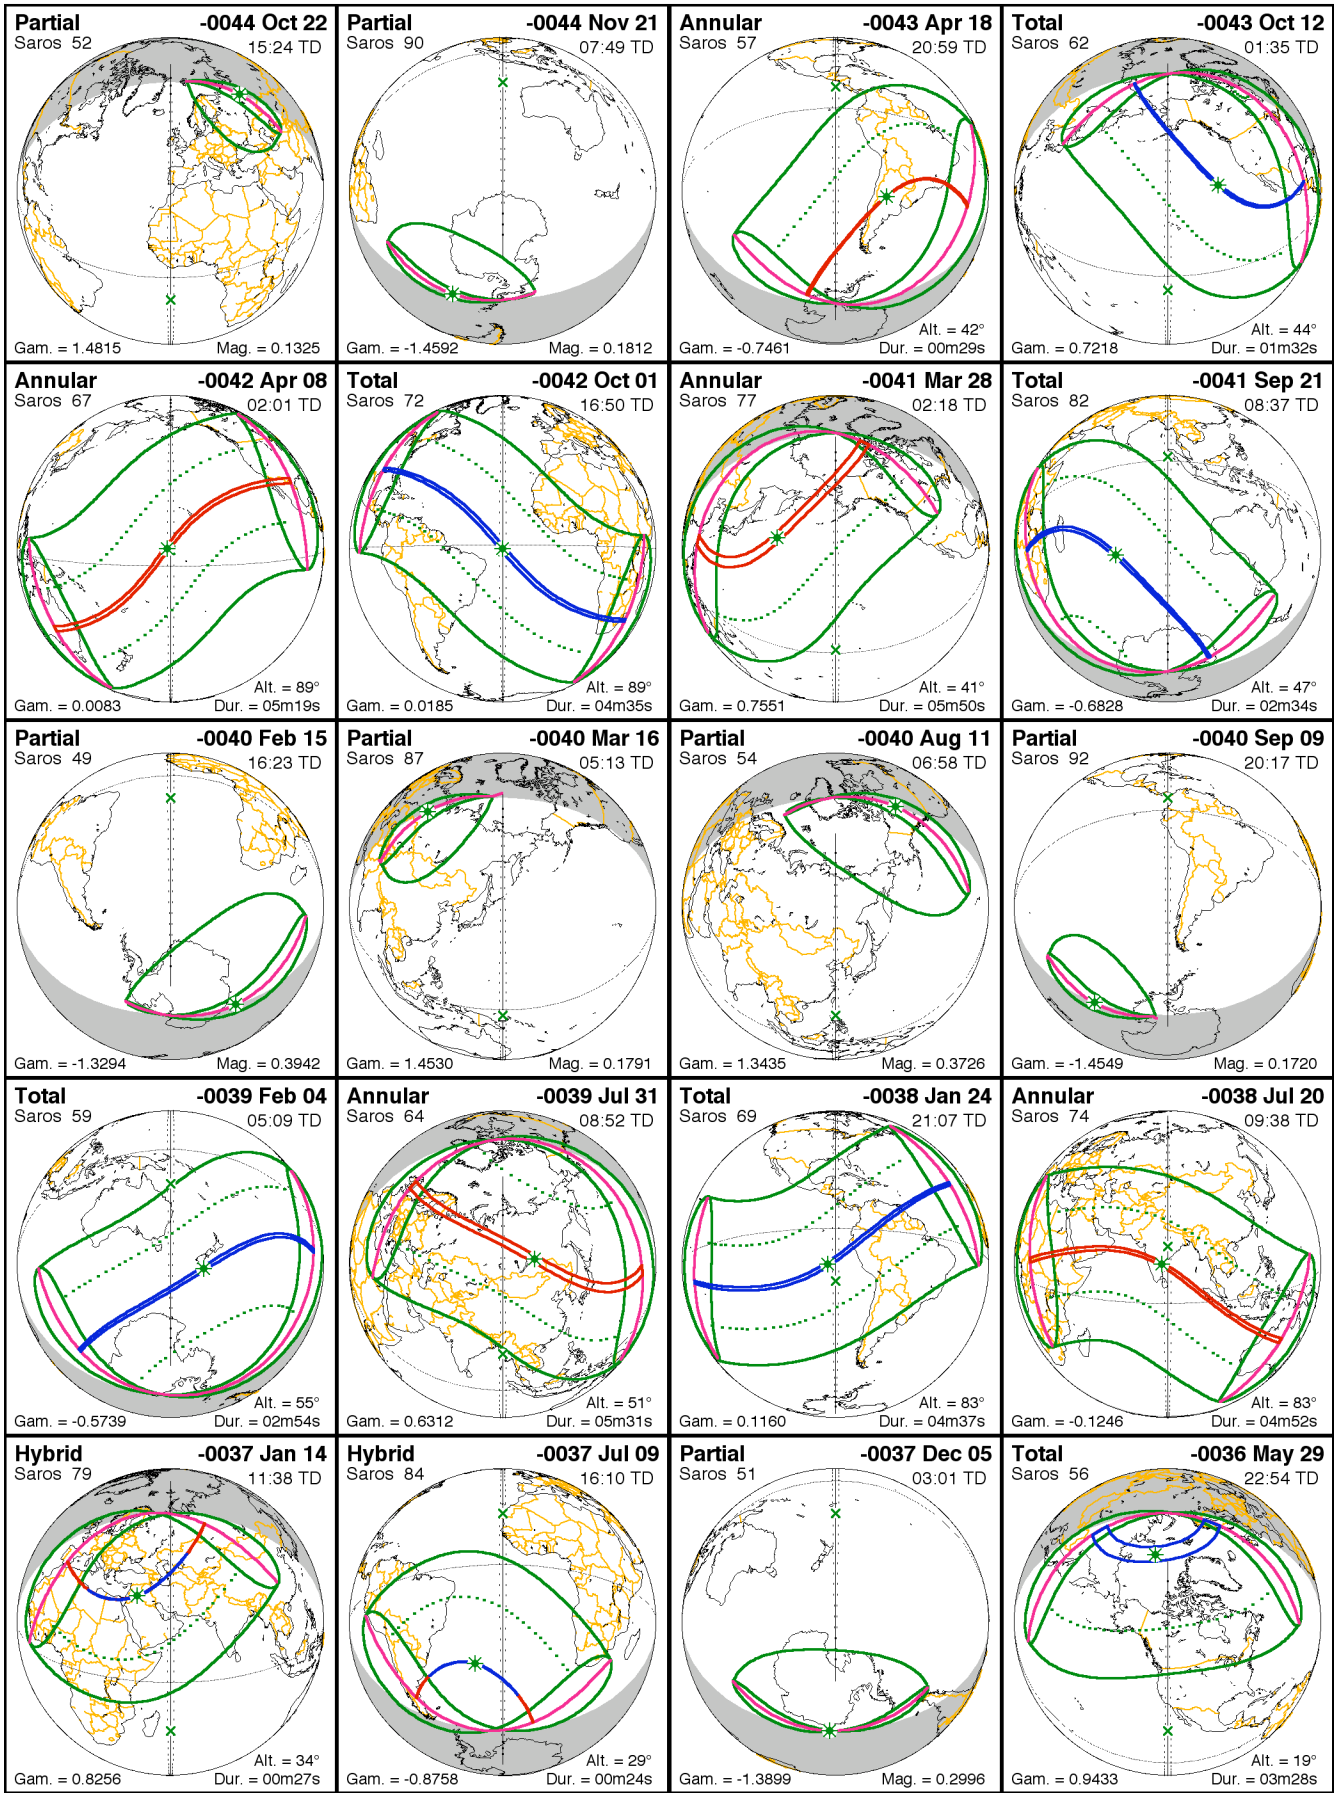 Partial -0044 Oct 22
Saros 52 15:24 TD
Gam. = 1.4815 Mag. = 0.1325
Partial -0044 Nov 21
Saros 90 07:49 TD
Gam. = -1.4592 Mag. = 0.1812
Annular -0043 Apr 18
Saros 57 20:59 TD
Alt. = 42°
Gam. = -0.7461 Dur. = 00m29s
Total -0043 Oct 12
Saros 62 01:35 TD
Alt. = 44°
Gam. = 0.7218 Dur. = 01m32s
Annular -0042 Apr 08
Saros 67 02:01 TD
Alt. = 89°
Gam. = 0.0083 Dur. = 05m19s
Total -0042 Oct 01
Saros 72 16:50 TD
Alt. = 89°
Gam. = 0.0185 Dur. = 04m35s
Annular -0041 Mar 28
Saros 77 02:18 TD
Alt. = 41°
Gam. = 0.7551 Dur. = 05m50s
Total -0041 Sep 21
Saros 82 08:37 TD
Alt. = 47°
Gam. = -0.6828 Dur. = 02m34s
Partial -0040 Feb 15
Saros 49 16:23 TD
Gam. = -1.3294 Mag. = 0.3942
Partial -0040 Mar 16
Saros 87 05:13 TD
Gam. = 1.4530 Mag. = 0.1791
Partial -0040 Aug 11
Saros 54 06:58 TD
Gam. = 1.3435 Mag. = 0.3726
Partial -0040 Sep 09
Saros 92 20:17 TD
Gam. = -1.4549 Mag. = 0.1720
Total -0039 Feb 04
Saros 59 05:09 TD
Alt. = 55°
Gam. = -0.5739 Dur. = 02m54s
Annular -0039 Jul 31
Saros 64 08:52 TD
Alt. = 51°
Gam. = 0.6312 Dur. = 05m31s
Total -0038 Jan 24
Saros 69 21:07 TD
Alt. = 83°
Gam. = 0.1160 Dur. = 04m37s
Annular -0038 Jul 20
Saros 74 09:38 TD
Alt. = 83°
Gam. = -0.1246 Dur. = 04m52s
Hybrid -0037 Jan 14
Saros 79 11:38 TD
Alt. = 34°
Gam. = 0.8256 Dur. = 00m27s
Hybrid -0037 Jul 09
Saros 84 16:10 TD
Alt. = 29°
Gam. = -0.8758 Dur. = 00m24s
Partial -0037 Dec 05
Saros 51 03:01 TD
Gam. = -1.3899 Mag. = 0.2996
Total -0036 May 29
Saros 56 22:54 TD
Alt. = 19°
Gam. = 0.9433 Dur. = 03m28s